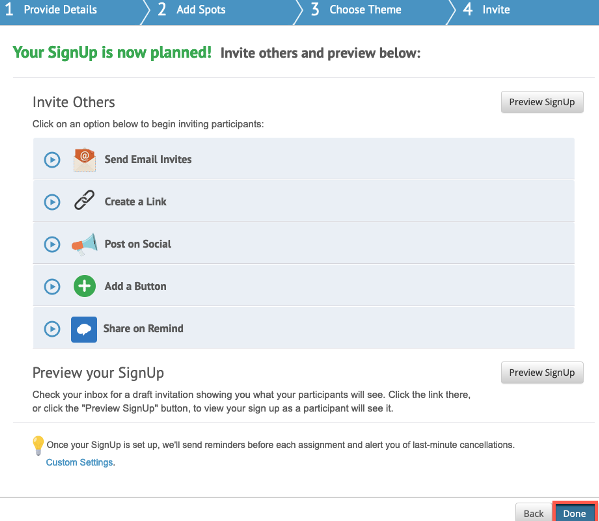 1 Provide Details 2 Add Spots 3 Choose Theme 4 Invite
Your SignUp is now planned! Invite others and preview below:
Invite Others
Preview SignUp
Click on an option below to begin inviting participants:
@ Send Email Invites
Create a Link
Post on Social
Add a Button
Share on Remind
Preview your SignUp
Preview SignUp
Check your inbox for a draft invitation showing you what your participants will see. Click the link there,
or click the "Preview SignUp" button, to view your sign up as a participant will see it.
Once your SignUp is set up, we'll send reminders before each assignment and alert you of last-minute cancellations.
Custom Settings.
Back Done